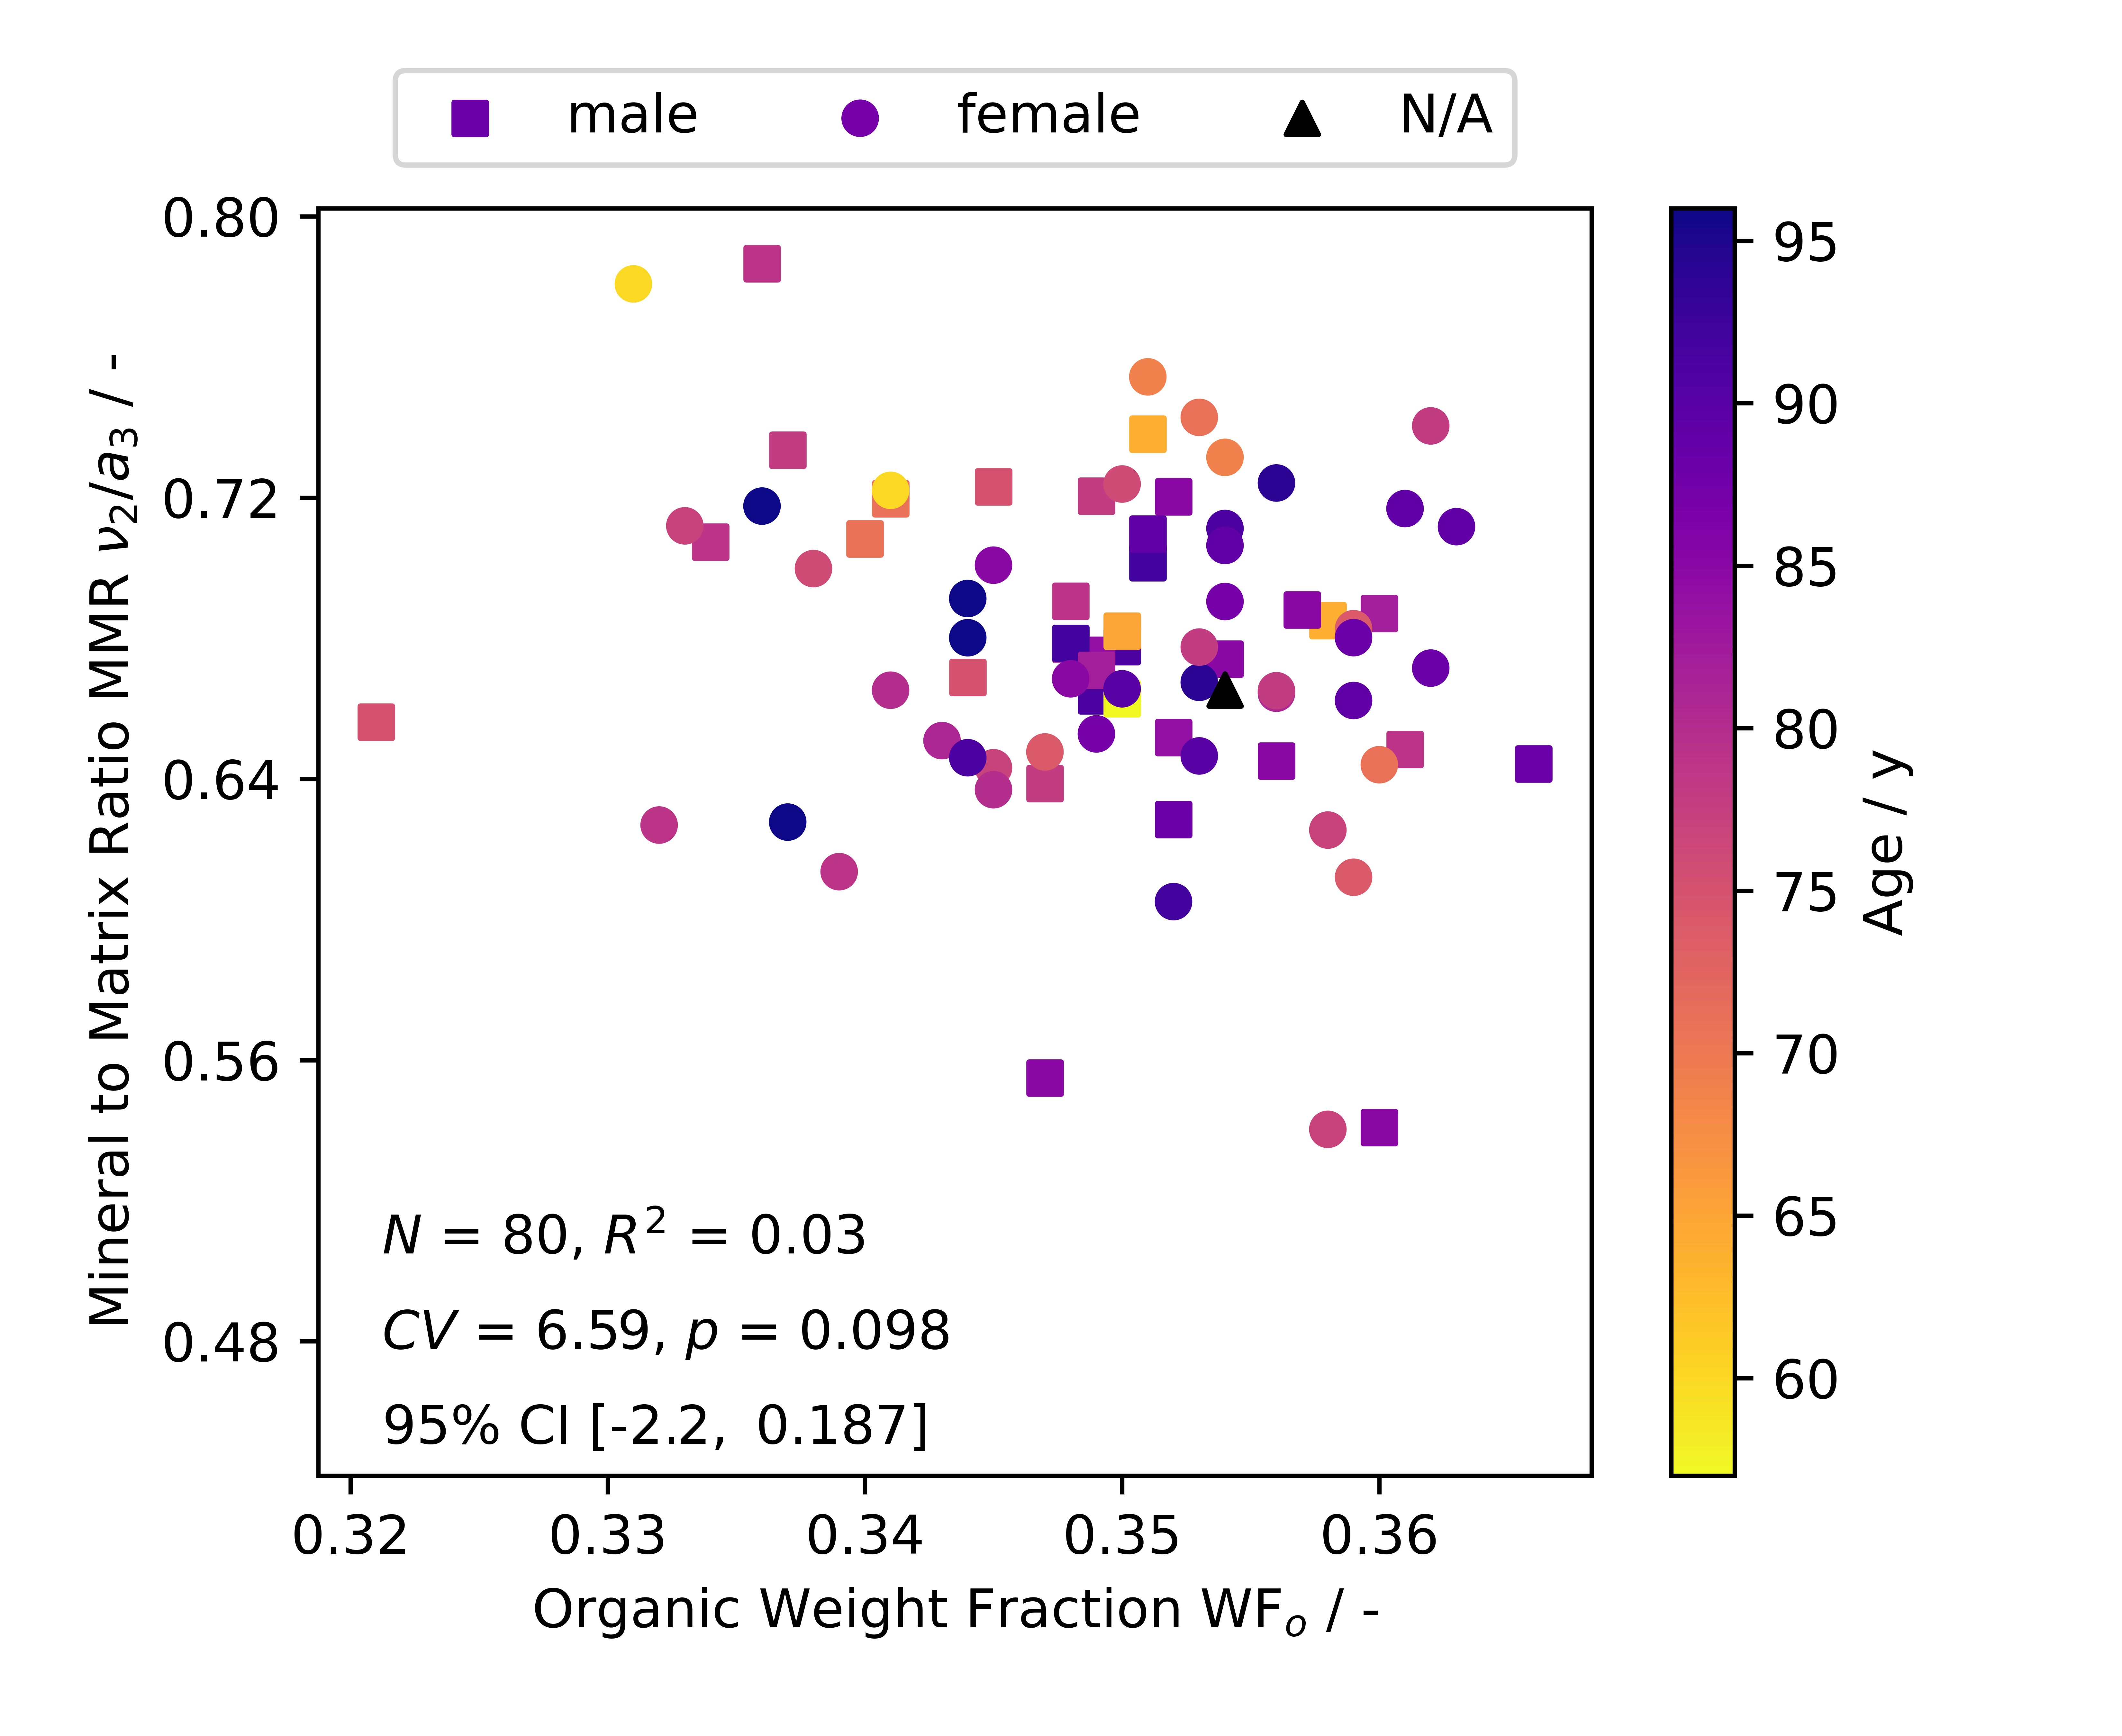 male female N/A
Mineral to Matrix Ratio MMR ν₂/a₃ / -
0.80
0.72
0.64
0.56
0.48
N = 80, R² = 0.03
CV = 6.59, p = 0.098
95% CI [-2.2, 0.187]
0.32 0.33 0.34 0.35 0.36
Organic Weight Fraction WFₒ / -
95
90
85
80
75
70
65
60
Age / y